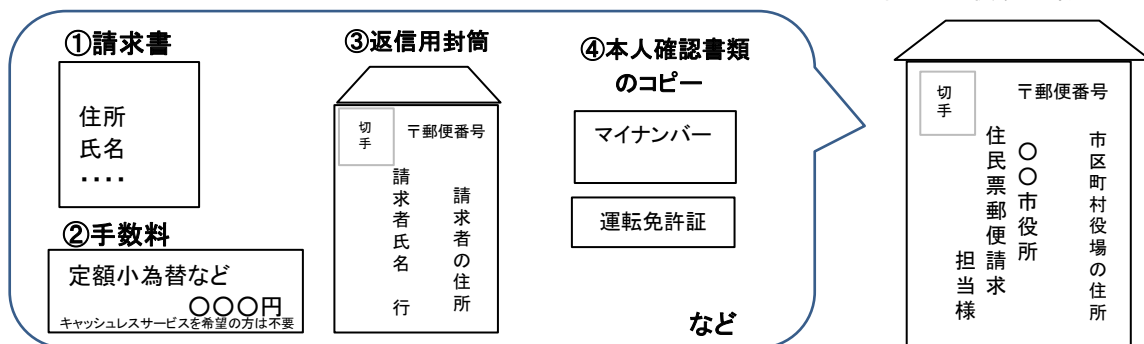 ①請求書
住所
氏名
・・・・
②手数料
定額小為替など
〇〇〇円
キャッシュレスサービスを希望の方は不要
③返信用封筒
切手
〒郵便番号
請求者の住所
請求者氏名 行
④本人確認書類
のコピー
マイナンバー
運転免許証
など
切手
〒郵便番号
市区町村役場の住所
〇〇市役所
住民票郵便請求
担当様